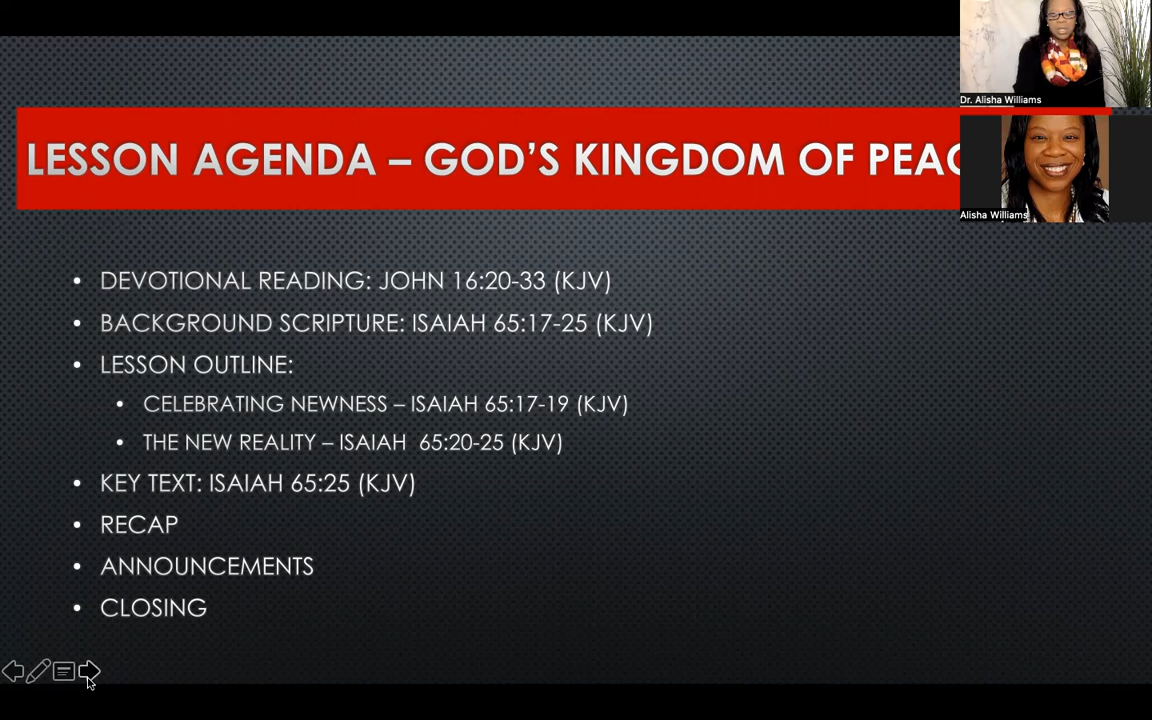 Dr. Alisha Williams
LESSON AGENDA – GOD'S KINGDOM OF PEAC
Alisha Williams
• DEVOTIONAL READING: JOHN 16:20-33 (KJV)
• BACKGROUND SCRIPTURE: ISAIAH 65:17-25 (KJV)
• LESSON OUTLINE:
• CELEBRATING NEWNESS – ISAIAH 65:17-19 (KJV)
• THE NEW REALITY – ISAIAH 65:20-25 (KJV)
• KEY TEXT: ISAIAH 65:25 (KJV)
• RECAP
• ANNOUNCEMENTS
• CLOSING